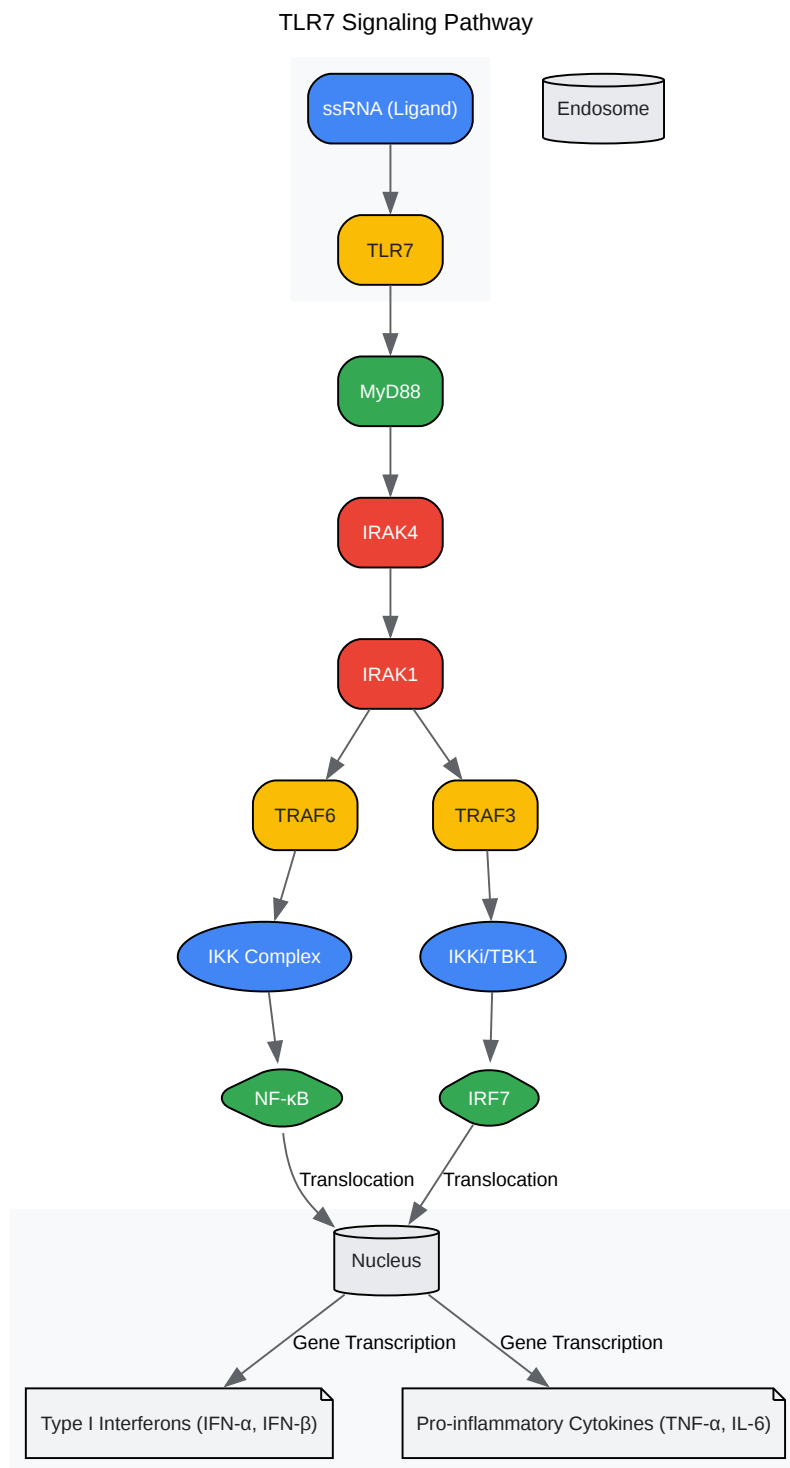 TLR7 Signaling Pathway
ssRNA (Ligand)
Endosome
TLR7
MyD88
IRAK4
IRAK1
TRAF6
TRAF3
IKK Complex
IKKi/TBK1
NF-κB
IRF7
Translocation
Translocation
Nucleus
Gene Transcription
Gene Transcription
Type I Interferons (IFN-α, IFN-β)
Pro-inflammatory Cytokines (TNF-α, IL-6)